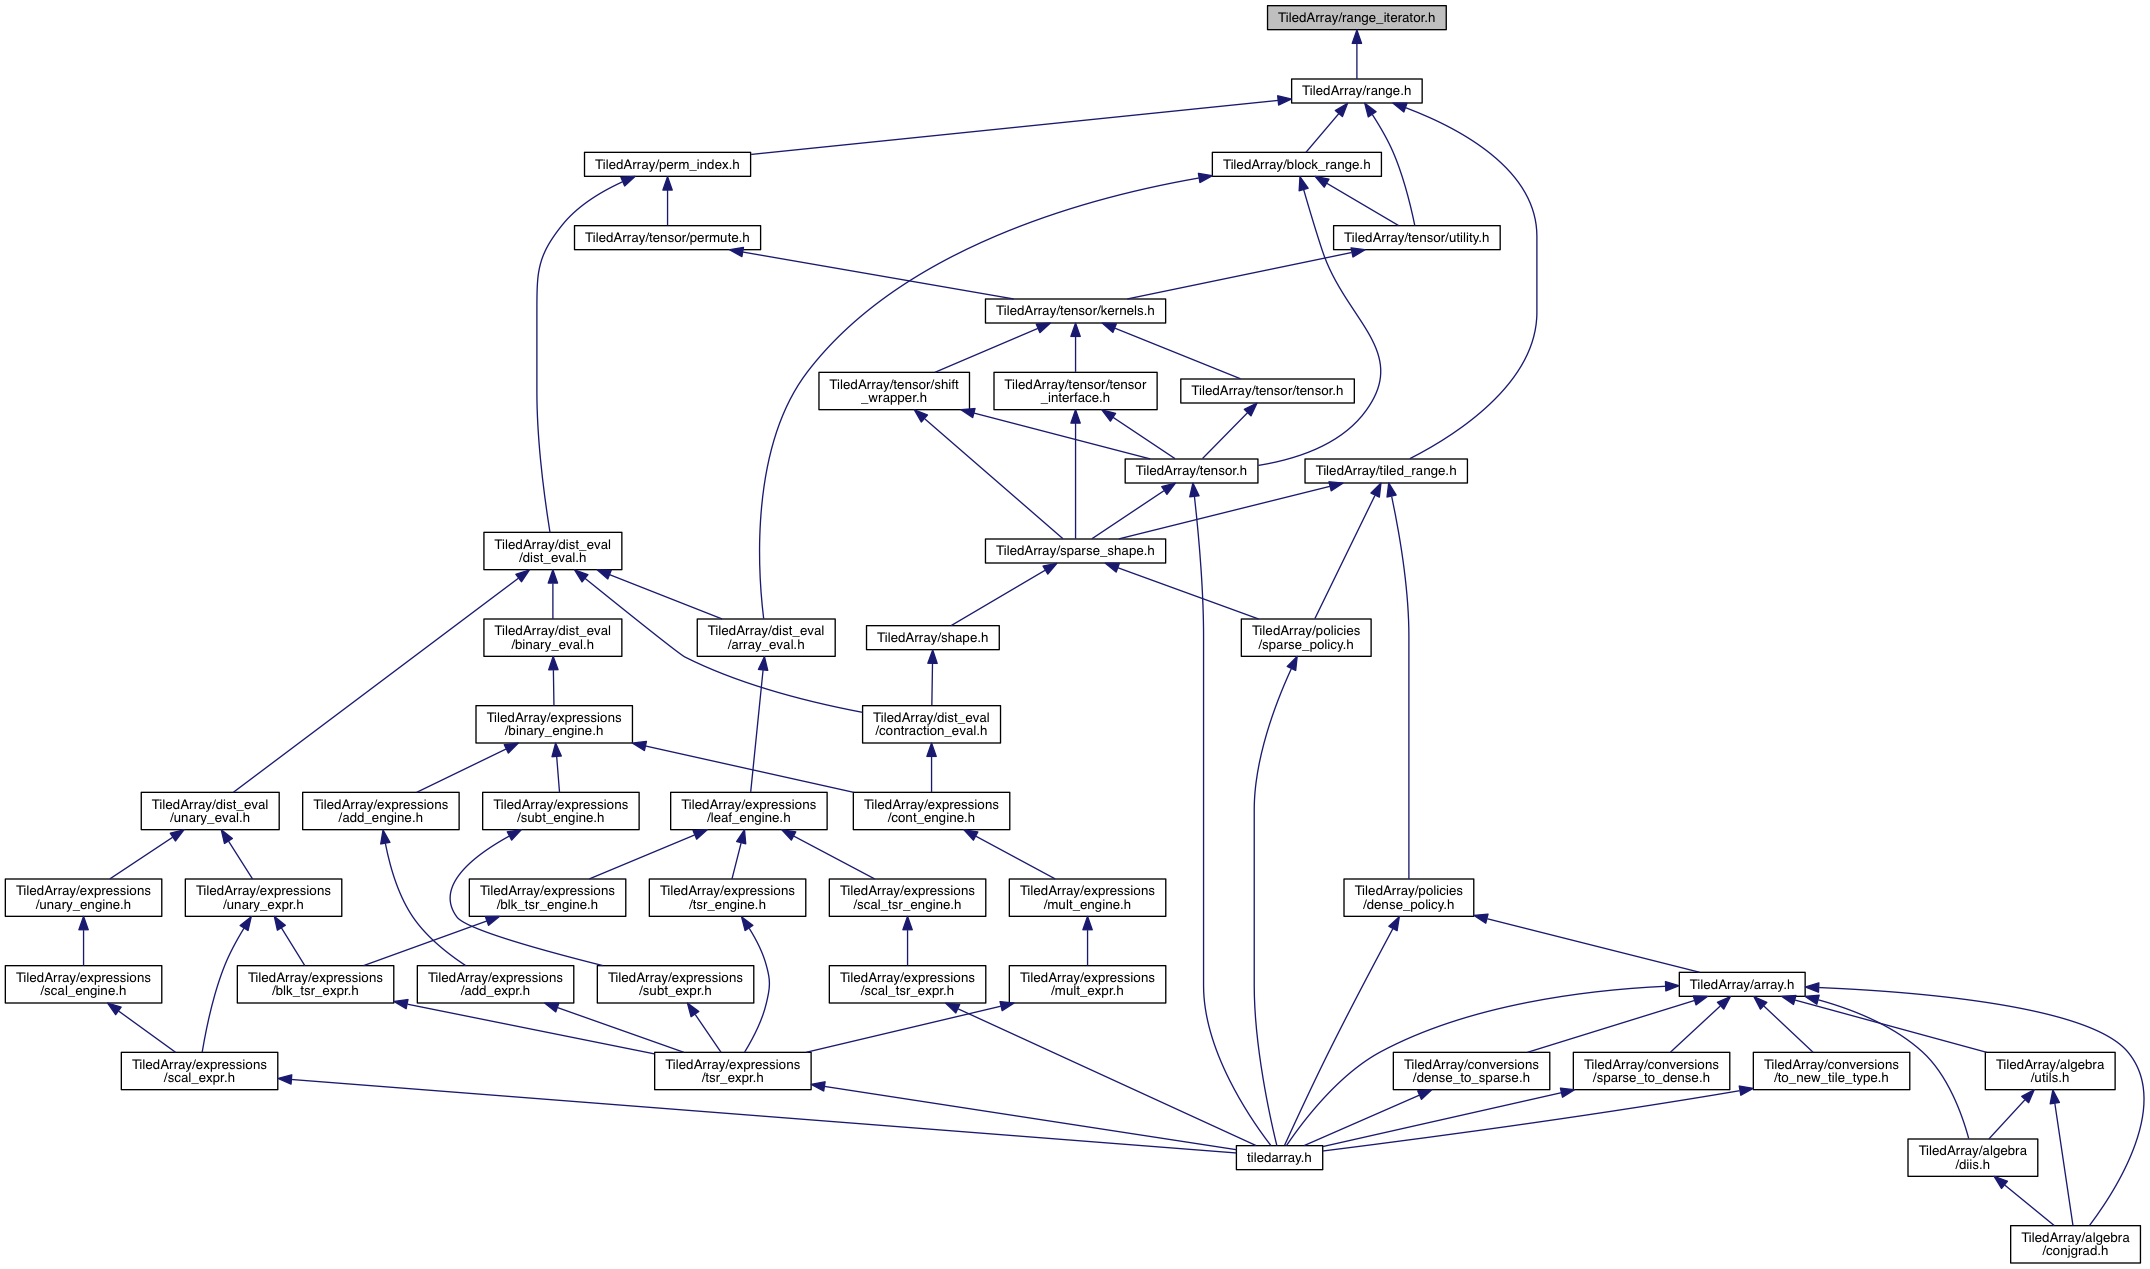 TiledArray/range_iterator.h
TiledArray/range.h
TiledArray/perm_index.h
TiledArray/block_range.h
TiledArray/tensor/permute.h
TiledArray/tensor/utility.h
TiledArray/tensor/kernels.h
TiledArray/tensor/shift
_wrapper.h
TiledArray/tensor/tensor
_interface.h
TiledArray/tensor/tensor.h
TiledArray/tensor.h
TiledArray/tiled_range.h
TiledArray/dist_eval
/dist_eval.h
TiledArray/sparse_shape.h
TiledArray/dist_eval
/binary_eval.h
TiledArray/dist_eval
/array_eval.h
TiledArray/shape.h
TiledArray/policies
/sparse_policy.h
TiledArray/expressions
/binary_engine.h
TiledArray/dist_eval
/contraction_eval.h
TiledArray/dist_eval
/unary_eval.h
TiledArray/expressions
/add_engine.h
TiledArray/expressions
/subt_engine.h
TiledArray/expressions
/leaf_engine.h
TiledArray/expressions
/cont_engine.h
TiledArray/expressions
/unary_engine.h
TiledArray/expressions
/unary_expr.h
TiledArray/expressions
/blk_tsr_engine.h
TiledArray/expressions
/tsr_engine.h
TiledArray/expressions
/scal_tsr_engine.h
TiledArray/expressions
/mult_engine.h
TiledArray/policies
/dense_policy.h
TiledArray/expressions
/scal_engine.h
TiledArray/expressions
/blk_tsr_expr.h
TiledArray/expressions
/add_expr.h
TiledArray/expressions
/subt_expr.h
TiledArray/expressions
/scal_tsr_expr.h
TiledArray/expressions
/mult_expr.h
TiledArray/array.h
TiledArray/expressions
/scal_expr.h
TiledArray/expressions
/tsr_expr.h
TiledArray/conversions
/dense_to_sparse.h
TiledArray/conversions
/sparse_to_dense.h
TiledArray/conversions
/to_new_tile_type.h
TiledArray/algebra
/utils.h
tiledarray.h
TiledArray/algebra
/diis.h
TiledArray/algebra
/conjgrad.h